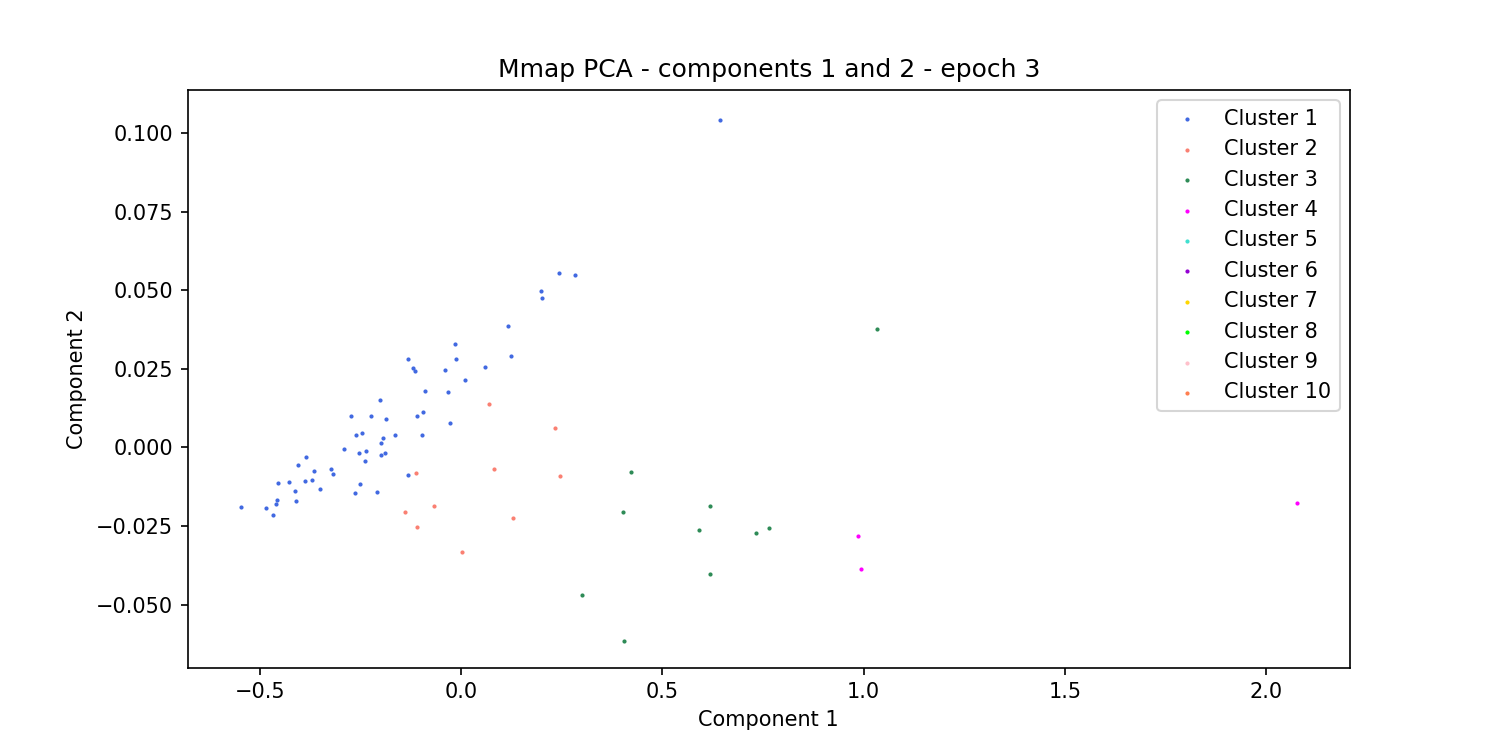 Mmap PCA - components 1 and 2 - epoch 3
Cluster 1
Cluster 2
Cluster 3
Cluster 4
Cluster 5
Cluster 6
Cluster 7
Cluster 8
Cluster 9
Cluster 10
Component 2
0.100
0.075
0.050
0.025
0.000
−0.025
−0.050
−0.5 0.0 0.5 1.0 1.5 2.0
Component 1